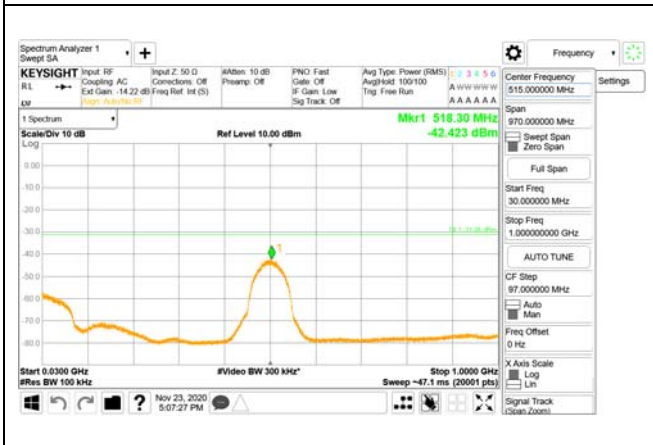 Spectrum Analyzer 1
Swept SA
Frequency
KEYSIGHT
Input: RF
Coupling: AC
Ext Gain: -14.22 dB
Align: Auto/No RF
Input Z: 50 Ω
Corrections: Off
Freq Ref: Int (S)
#Atten: 10 dB
Preamp: Off
PNO: Fast
Gate: Off
IF Gain: Low
Sig Track: Off
Avg Type: Power (RMS)
Avg|Hold: 100/100
Trig: Free Run
1 2 3 4 5 6
A W W W W W
A A A A A A
RL
1 Spectrum
Scale/Div 10 dB
Ref Level 10.00 dBm
Mkr1 518.30 MHz
-42.423 dBm
Log
0.00
-10.0
-20.0
-30.0
-40.0
-50.0
-60.0
-70.0
-80.0
1
Start 0.0300 GHz
#Res BW 100 kHz
#Video BW 300 kHz*
Stop 1.0000 GHz
Sweep ~47.1 ms (20001 pts)
Nov 23, 2020
5:07:27 PM
Center Frequency
515.000000 MHz
Settings
Span
970.000000 MHz
Swept Span
Zero Span
Full Span
Start Freq
30.000000 MHz
Stop Freq
1.000000000 GHz
AUTO TUNE
CF Step
97.000000 MHz
Auto
Man
Freq Offset
0 Hz
X Axis Scale
Log
Lin
Signal Track
(Span Zoom)